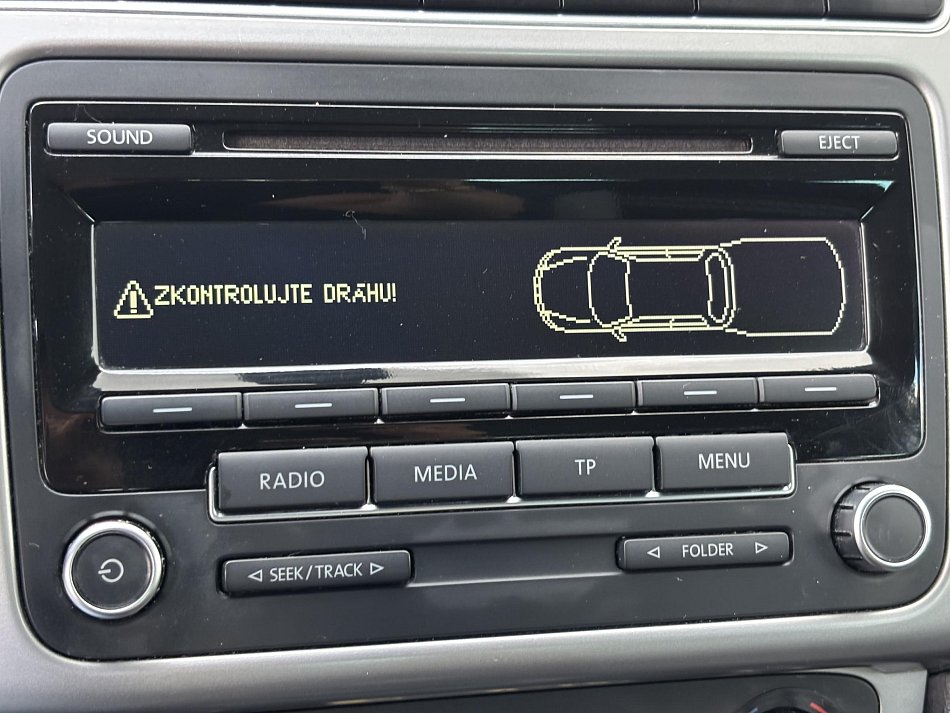 SOUND
EJECT
ZKONTROLUJTE DRÁHU!
RADIO
MEDIA
TP
MENU
SEEK/TRACK
FOLDER